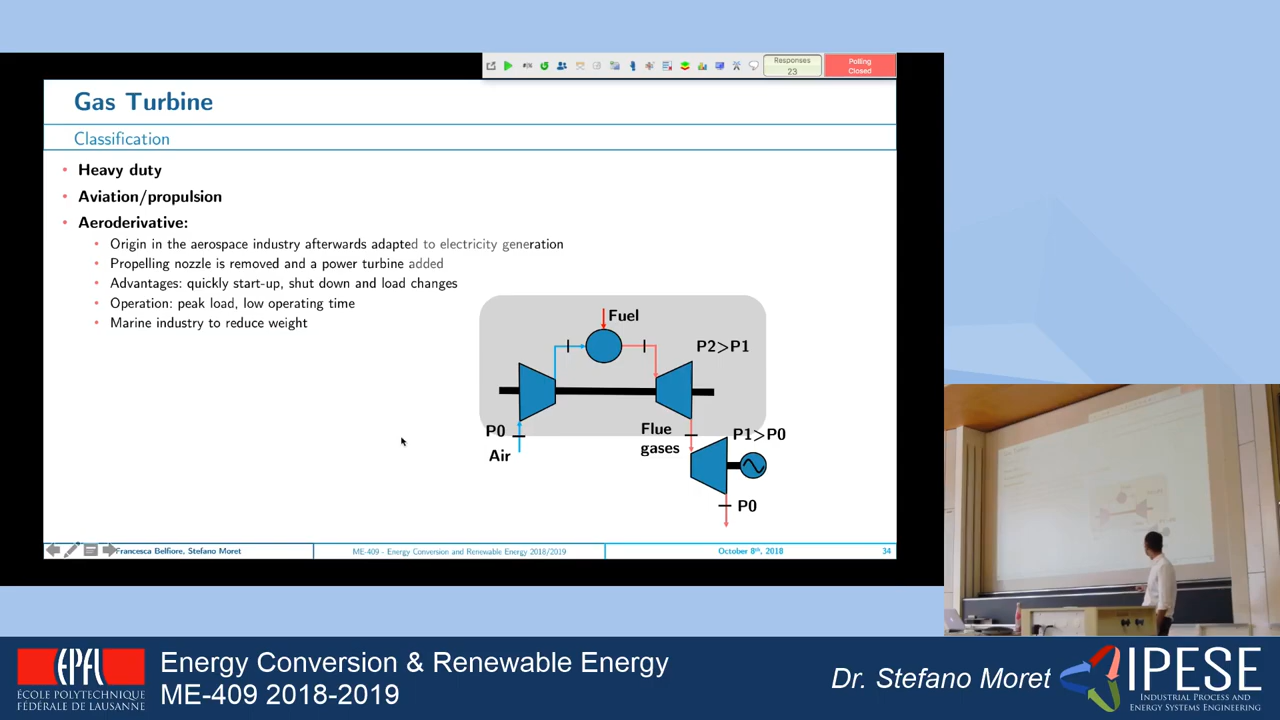 Responses
23
Polling
Closed
Gas Turbine
Classification
• Heavy duty
• Aviation/propulsion
• Aeroderivative:
• Origin in the aerospace industry afterwards adapted to electricity generation
• Propelling nozzle is removed and a power turbine added
• Advantages: quickly start-up, shut down and load changes
• Operation: peak load, low operating time
• Marine industry to reduce weight
Fuel
P2>P1
P0
Air
Flue
gases
P1>P0
P0
Francesca Belfiore, Stefano Moret
ME-409 - Energy Conversion and Renewable Energy 2018/2019
October 8th, 2018
34
EPFL
ÉCOLE POLYTECHNIQUE
FÉDÉRALE DE LAUSANNE
Energy Conversion & Renewable Energy
ME-409 2018-2019
Dr. Stefano Moret
IPESE
INDUSTRIAL PROCESS AND
ENERGY SYSTEMS ENGINEERING